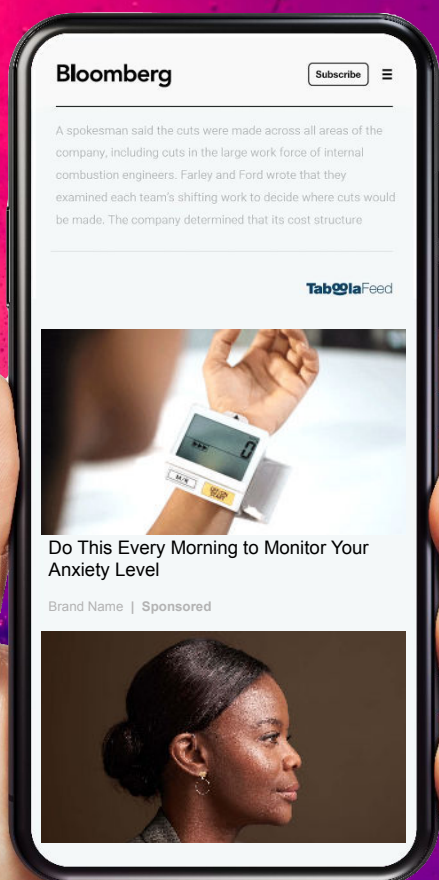 Bloomberg
Subscribe
A spokesman said the cuts were made across all areas of the
company, including cuts in the large work force of internal
combustion engineers. Farley and Ford wrote that they
examined each team's shifting work to decide where cuts would
be made. The company determined that its cost structure
TaboolaFeed
0
M/R
Do This Every Morning to Monitor Your
Anxiety Level
Brand Name | Sponsored